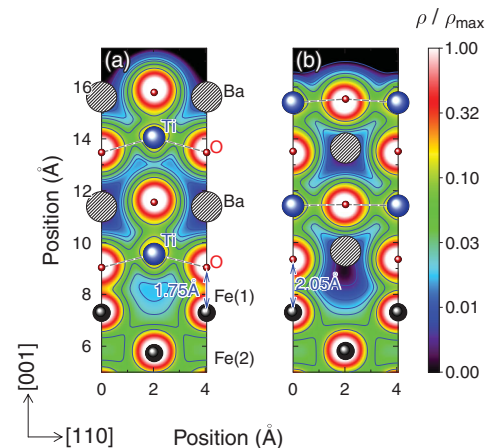 ρ / ρmax
(a)
(b)
16
14
12
10
8
6
Position (Å)
Ba
Ti
O
Ba
Ti
O
1.75Å
Fe(1)
Fe(2)
2.05Å
1.00
0.32
0.10
0.03
0.01
0.00
0 2 4
0 2 4
[001]
[110]
Position (Å)